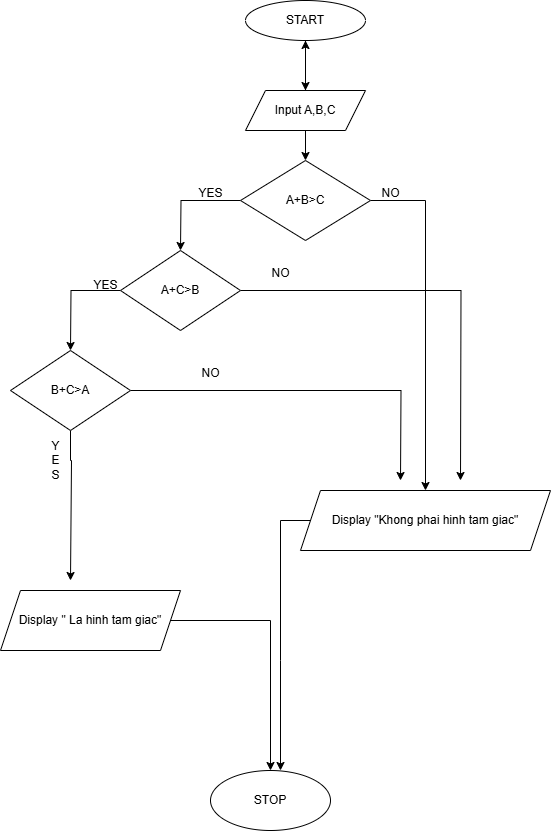 START
Input A,B,C
YES
A+B>C
NO
YES
A+C>B
NO
B+C>A
NO
Y
E
S
Display "Khong phai hinh tam giac"
Display " La hinh tam giac"
STOP